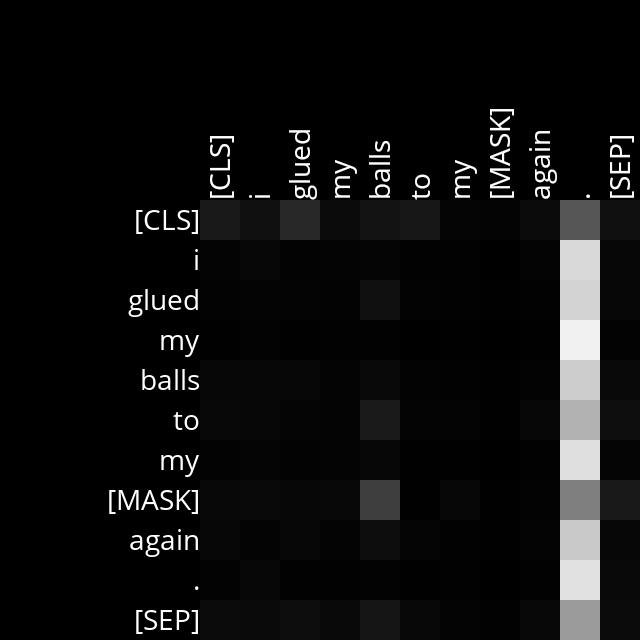 [CLS] i glued my balls to my [MASK] again . [SEP]
[CLS]
i
glued
my
balls
to
my
[MASK]
again
.
[SEP]